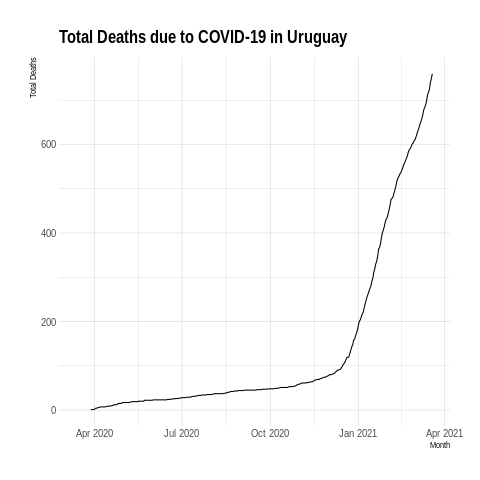 Total Deaths due to COVID-19 in Uruguay
Total Deaths
600
400
200
0
Apr 2020 Jul 2020 Oct 2020 Jan 2021 Apr 2021
Month